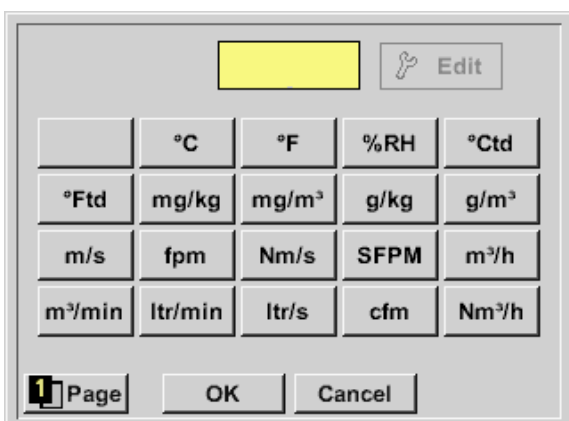 Edit
°C °F %RH °Ctd
°Ftd mg/kg mg/m³ g/kg g/m³
m/s fpm Nm/s SFPM m³/h
m³/min ltr/min ltr/s cfm Nm³/h
1 Page OK Cancel